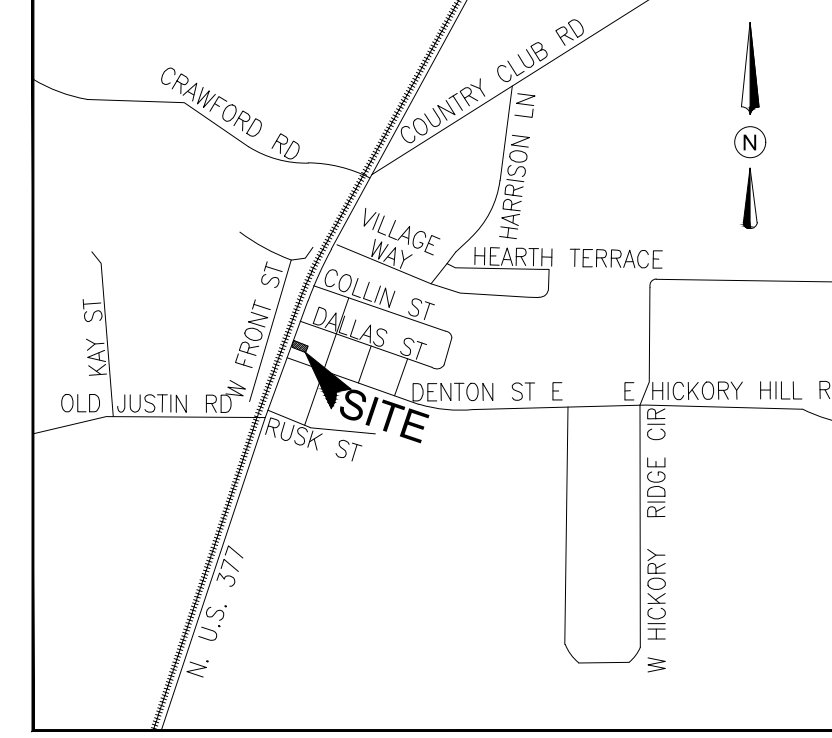 CRAWFORD RD
COUNTRY CLUB RD
HARRISON LN
N
VILLAGE
WAY
HEARTH TERRACE
COLLIN ST
W FRONT ST
KAY ST
DALLAS ST
DENTON ST E
E HICKORY HILL R
OLD JUSTIN RD
SITE
RUSK ST
W HICKORY RIDGE CIR
N. U.S. 377